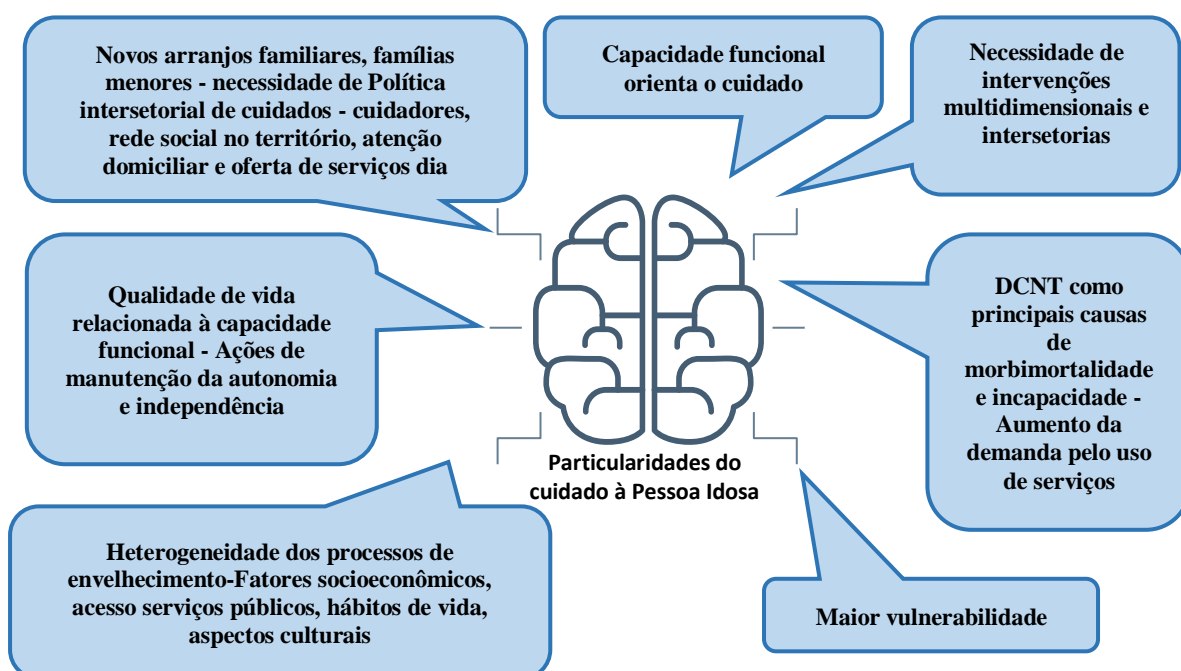 Novos arranjos familiares, famílias
menores - necessidade de Política
intersetorial de cuidados - cuidadores,
rede social no território, atenção
domiciliar e oferta de serviços dia
Capacidade funcional
orienta o cuidado
Necessidade de
intervenções
multidimensionais e
intersetorias
Qualidade de vida
relacionada à capacidade
funcional - Ações de
manutenção da autonomia
e independência
DCNT como
principais causas
de
morbimortalidade
e incapacidade -
Aumento da
demanda pelo uso
de serviços
Particularidades do
cuidado à Pessoa Idosa
Heterogeneidade dos processos de
envelhecimento-Fatores socioeconômicos,
acesso serviços públicos, hábitos de vida,
aspectos culturais
Maior vulnerabilidade